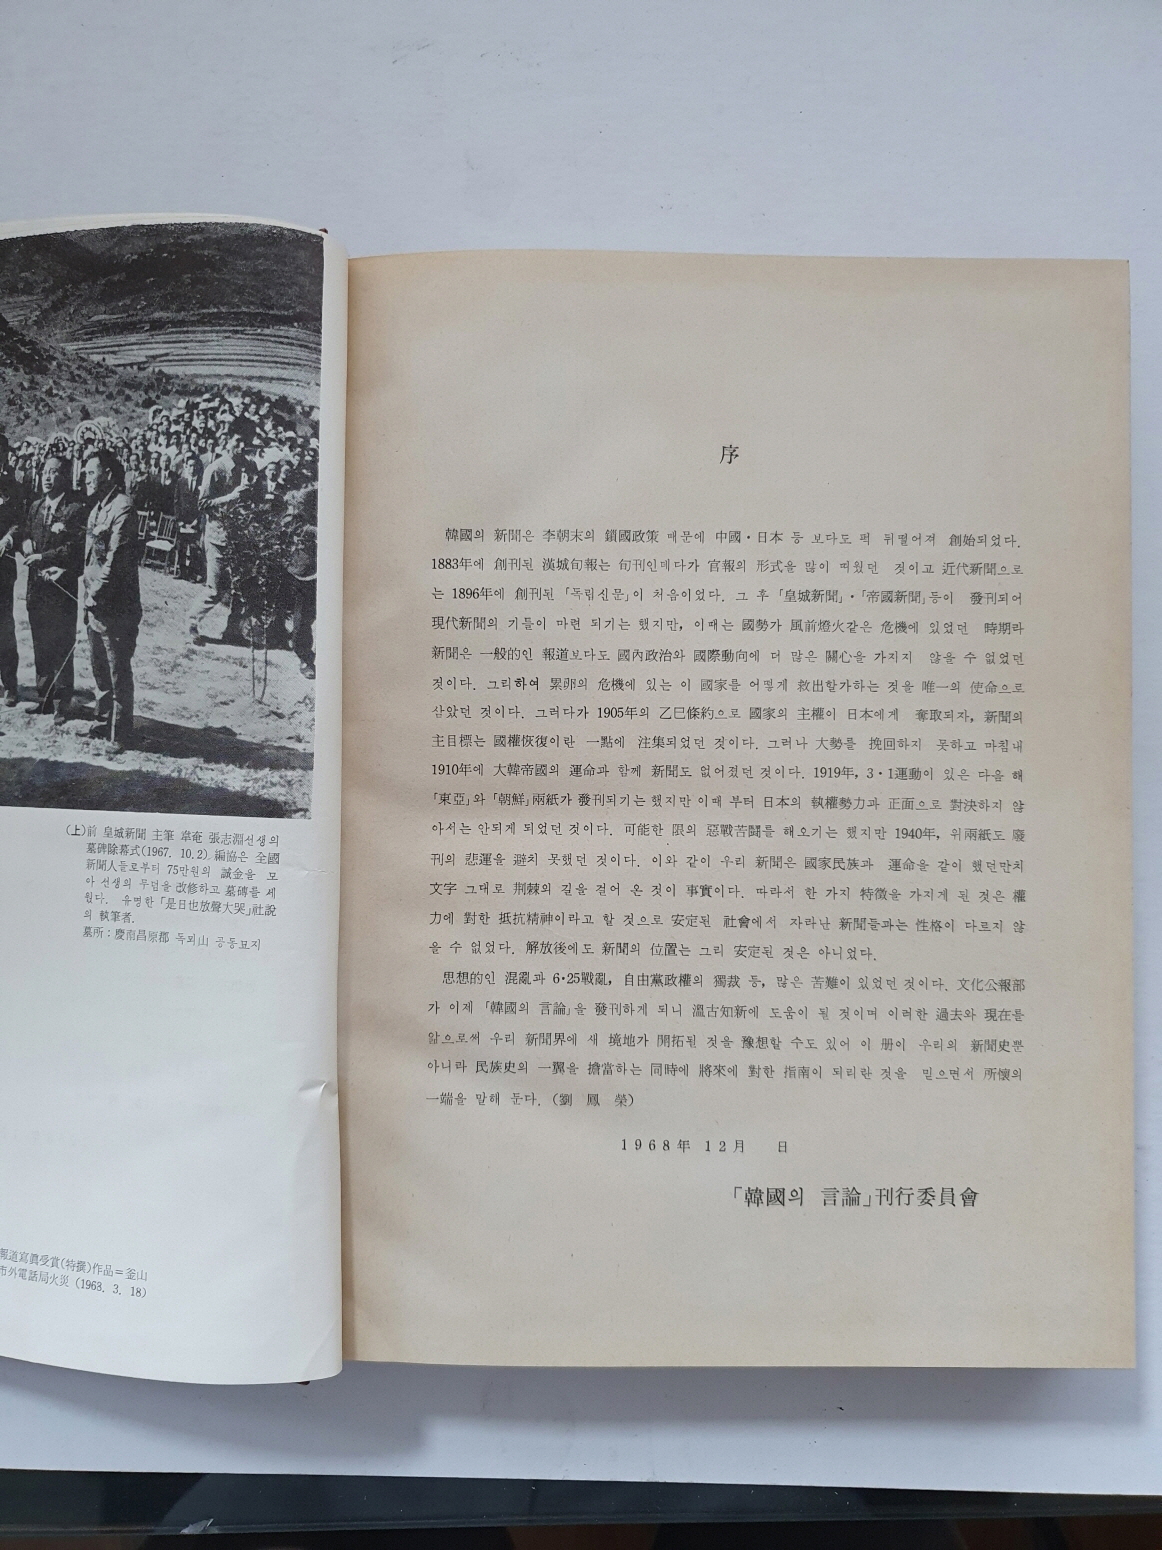 (上)前 皇城新聞 主筆 韋菴 張志淵선생의
墓碑除幕式(1967. 10. 2) 編協은 全國
新聞人들로부터 75만원의 誠金을 모
아 선생의 무덤을 改修하고 墓碑를 세
웠다. 유명한 「是日也放聲大哭」社說
의 執筆者.
墓所：慶南昌原郡 독뫼山 공동묘지
報道寫眞受賞(特撰)作品＝釜山
市外電話局火災 (1968. 3. 18)
序
韓國의 新聞은 李朝末의 鎖國政策 때문에 中國·日本 등 보다도 퍽 뒤떨어져 創始되었다.
1883年에 創刊된 漢城旬報는 旬刊인데다가 官報의 形式을 많이 띠웠던 것이고 近代新聞으로
는 1896年에 創刊된 「독립신문」이 처음이었다. 그 후 「皇城新聞」·「帝國新聞」등이 發刊되어
現代新聞의 기틀이 마련 되기는 했지만, 이때는 國勢가 風前燈火같은 危機에 있었던 時期라
新聞은 一般的인 報道보다도 國內政治와 國際動向에 더 많은 關心을 가지지 않을 수 없었던
것이다. 그리하여 累卵의 危機에 있는 이 國家를 어떻게 救出할가하는 것을 唯一의 使命으로
삼았던 것이다. 그러다가 1905年의 乙巳條約으로 國家의 主權이 日本에게 奪取되자, 新聞의
主目標는 國權恢復이란 一點에 注集되었던 것이다. 그러나 大勢를 挽回하지 못하고 마침내
1910年에 大韓帝國의 運命과 함께 新聞도 없어졌던 것이다. 1919年, 3·1運動이 있은 다음 해
「東亞」와 「朝鮮」兩紙가 發刊되기는 했지만 이때 부터 日本의 執權勢力과 正面으로 對決하지 않
아서는 안되게 되었던 것이다. 可能한 限의 惡戰苦鬪를 해오기는 했지만 1940年, 위兩紙도 廢
刊의 悲運을 避치 못했던 것이다. 이와 같이 우리 新聞은 國家民族과 運命을 같이 했던만치
文字 그대로 荆棘의 길을 걸어 온 것이 事實이다. 따라서 한 가지 特徵을 가지게 된 것은 權
力에 對한 抵抗精神이라고 할 것으로 安定된 社會에서 자라난 新聞들과는 性格이 다르지 않
을 수 없었다. 解放後에도 新聞의 位置는 그리 安定된 것은 아니었다.
思想的인 混亂과 6·25戰亂, 自由黨政權의 獨裁 등, 많은 苦難이 있었던 것이다. 文化公報部
가 이제 「韓國의 言論」을 發刊하게 되니 溫古知新에 도움이 될 것이며 이러한 過去와 現在를
앎으로써 우리 新聞界에 새 境地가 開拓될 것을 豫想할 수도 있어 이 册이 우리의 新聞史뿐
아니라 民族史의 一翼을 擔當하는 同時에 將來에 對한 指南이 되리란 것을 믿으면서 所懷의
一端을 말해 둔다. (劉 鳳 榮)
1968年 12月 日
「韓國의 言論」刊行委員會